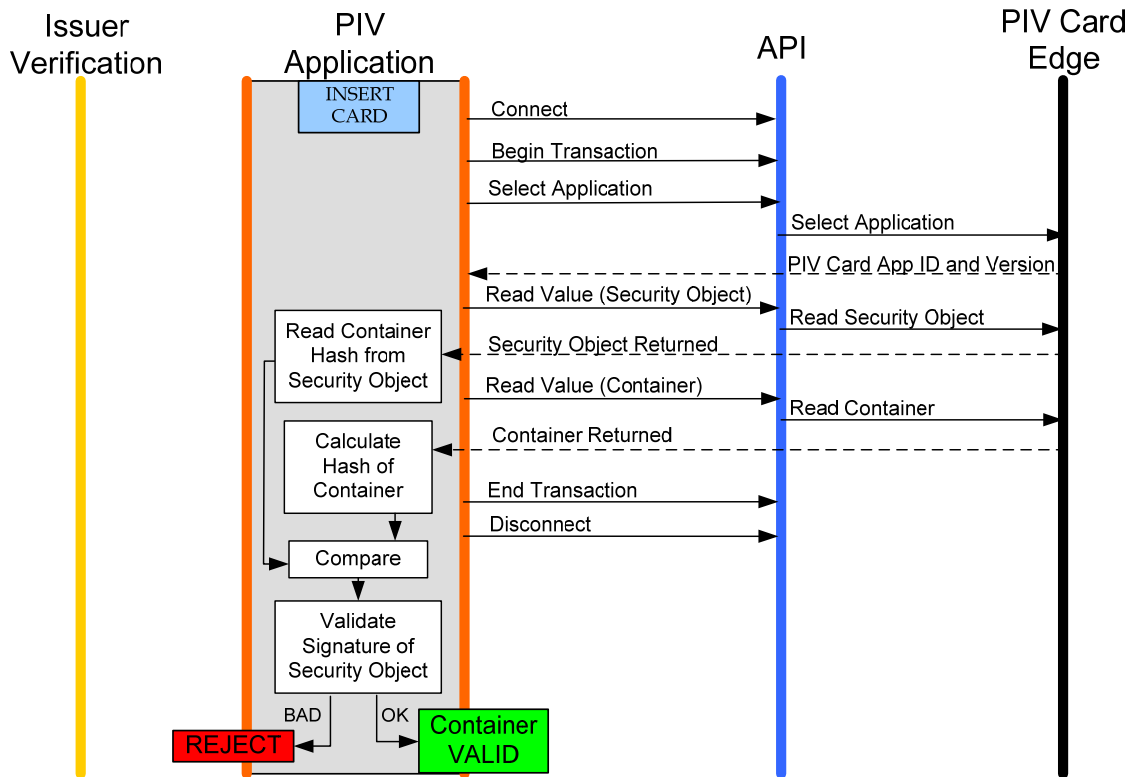 Issuer
Verification
PIV
Application
API
PIV Card
Edge
INSERT
CARD
Connect
Begin Transaction
Select Application
Select Application
PIV Card App ID and Version
Read Value (Security Object)
Read Security Object
Read Container
Hash from
Security Object
Security Object Returned
Read Value (Container)
Read Container
Calculate
Hash of
Container
Container Returned
End Transaction
Disconnect
Compare
Validate
Signature of
Security Object
BAD
OK
REJECT
Container
VALID